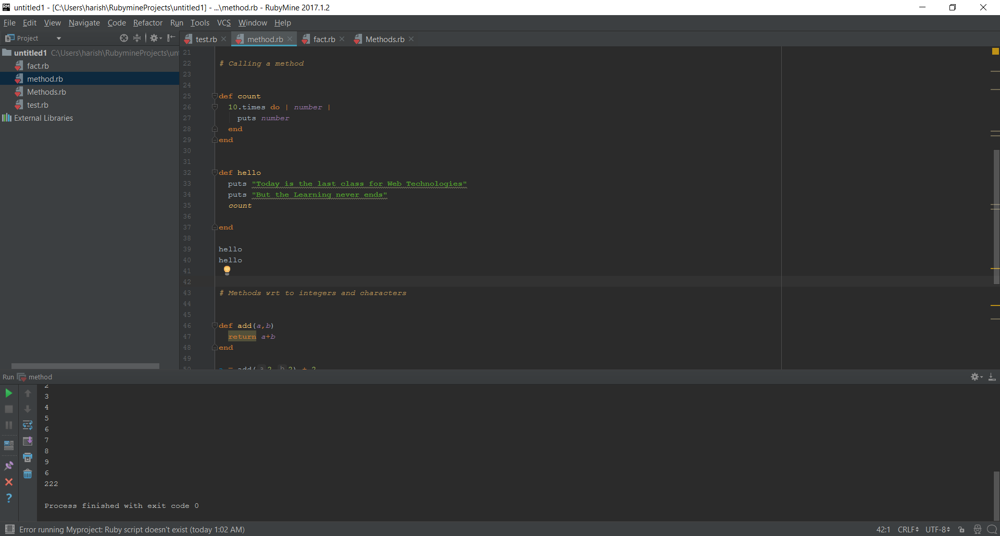 untitled1 - [C:\Users\harish\RubymineProjects\untitled1] - ...\method.rb - RubyMine 2017.1.2
File Edit View Navigate Code Refactor Run Tools VCS Window Help
Project
test.rb method.rb fact.rb Methods.rb
untitled1 C:\Users\harish\RubymineProjects\unt
fact.rb
method.rb
Methods.rb
test.rb
External Libraries
21
22 # Calling a method
23
24
25 def count
26 10.times do | number |
27 puts number
28 end
29 end
30
31
32 def hello
33 puts "Today is the last class for Web Technologies"
34 puts "But the Learning never ends"
35 count
36
37 end
38
39 hello
40 hello
41
42
43 # Methods wrt to integers and characters
44
45
46 def add(a,b)
47 return a+b
48 end
49
50 = add(
Run method
2
3
4
5
6
7
8
9
6
222
Process finished with exit code 0
Error running Myproject: Ruby script doesn't exist (today 1:02 AM)
42:1 CRLF UTF-8